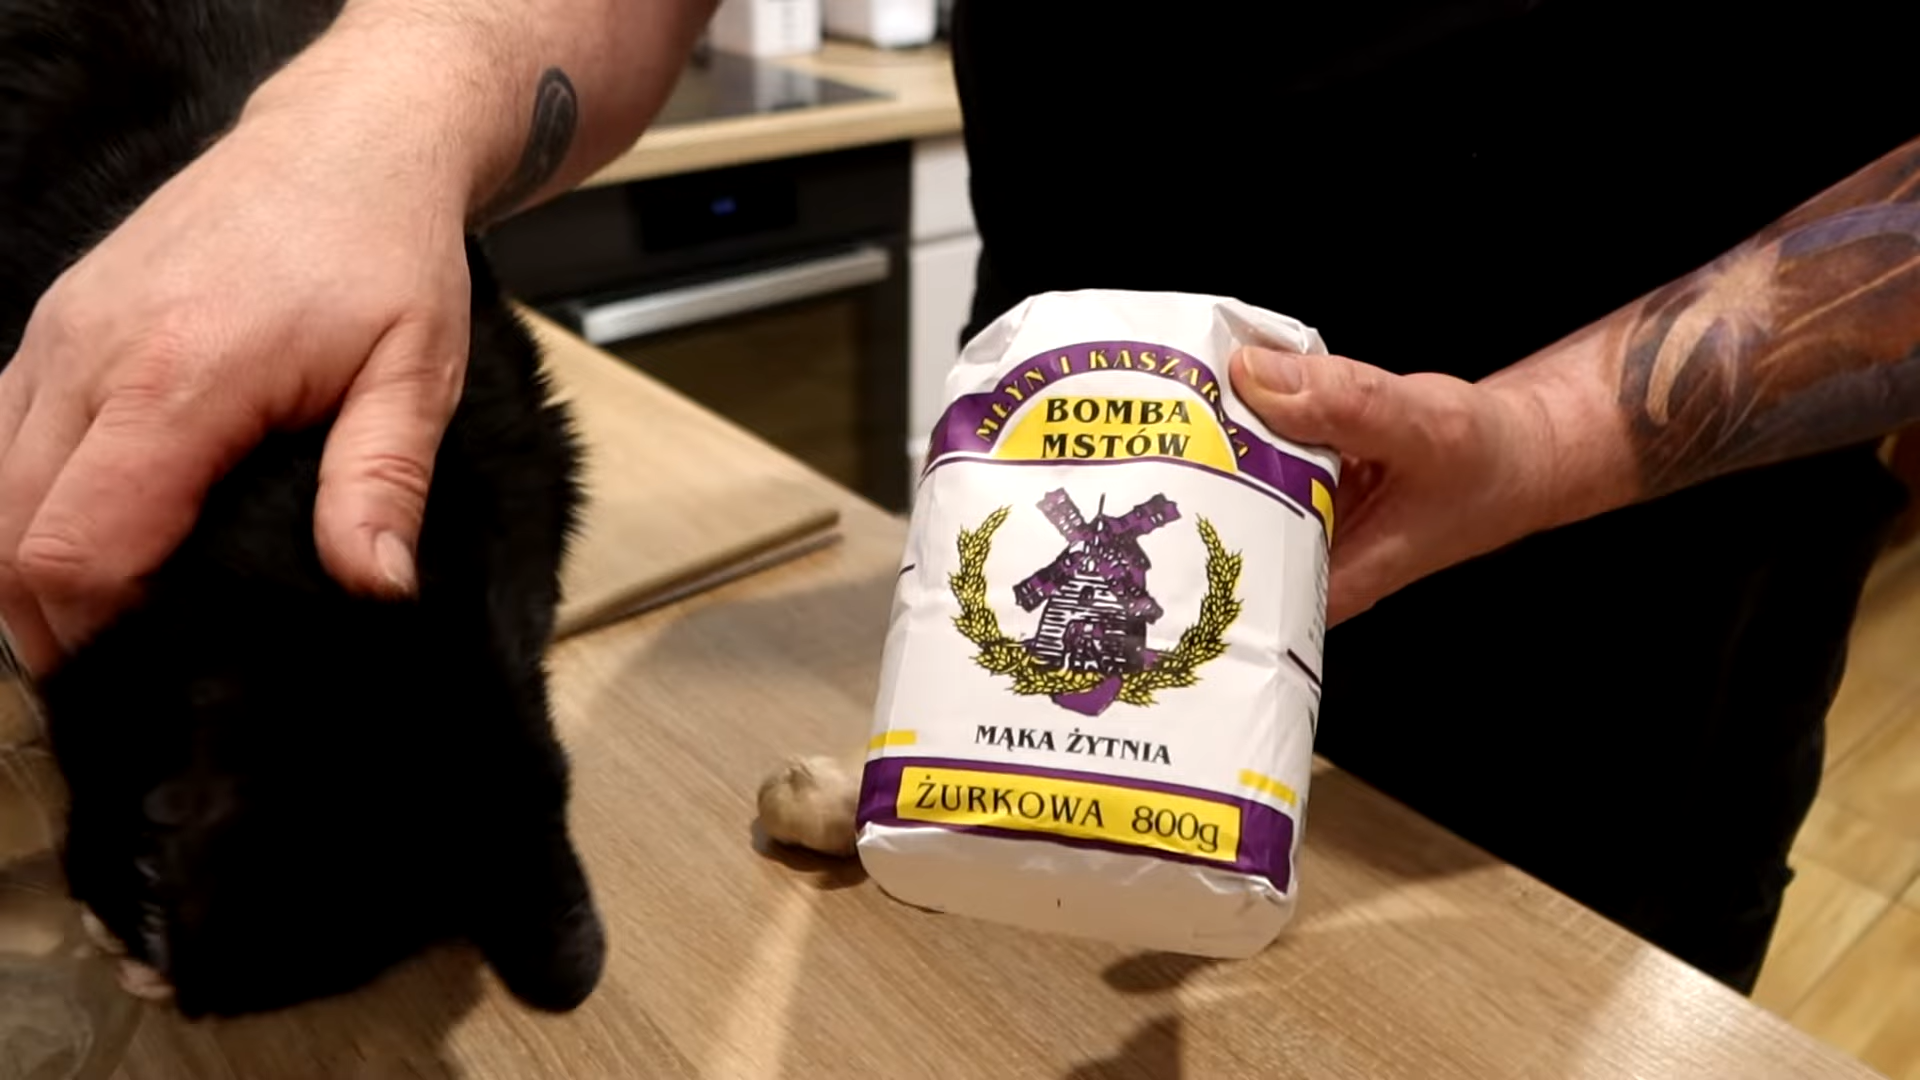 MŁYN I KASZARNIA
BOMBA
MSTÓW
MĄKA ŻYTNIA
ŻURKOWA 800g